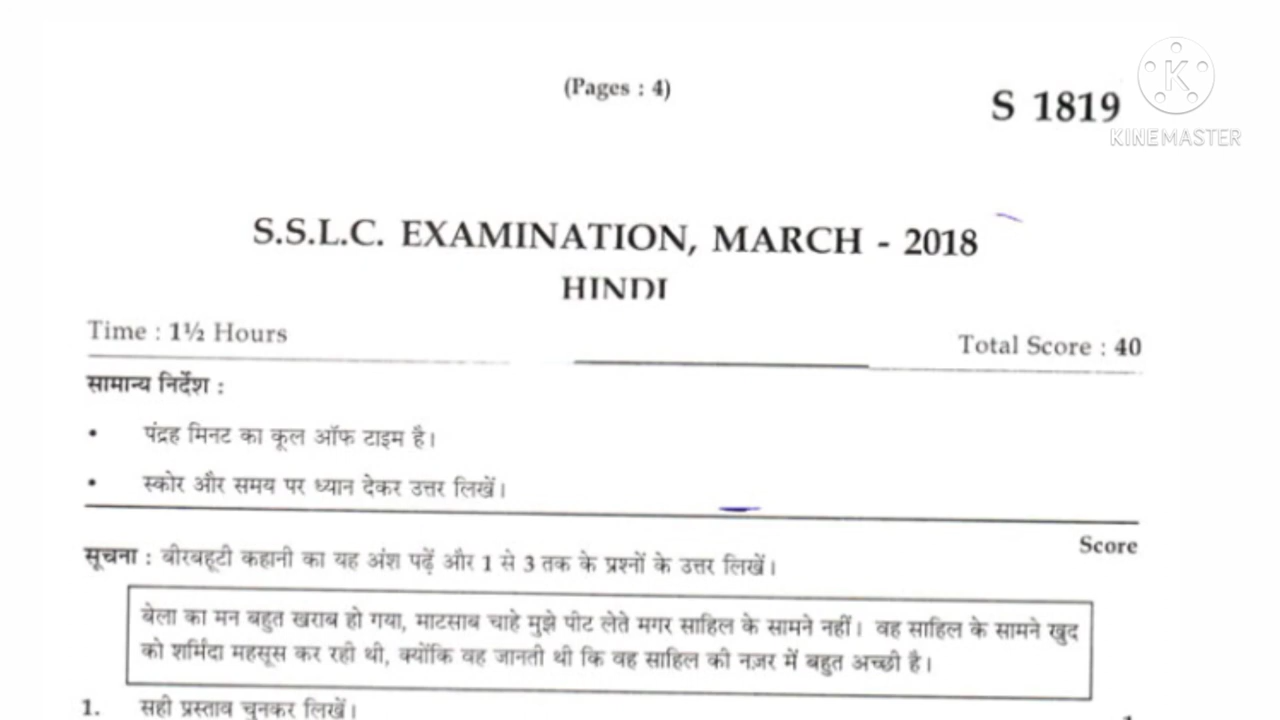 (Pages : 4)
S 1819
KINEMASTER
S.S.L.C. EXAMINATION, MARCH - 2018
HINDI
Time : 1½ Hours
Total Score : 40
सामान्य निर्देश :
• पंद्रह मिनट का कूल ऑफ टाइम है।
• स्कोर और समय पर ध्यान देकर उत्तर लिखें।
Score
सूचना : बीरबहूटी कहानी का यह अंश पढ़ें और 1 से 3 तक के प्रश्नों के उत्तर लिखें।
बेला का मन बहुत खराब हो गया, माटसाब चाहे मुझे पीट लेते मगर साहिल के सामने नहीं। वह साहिल के सामने खुद
को शर्मिंदा महसूस कर रही थी, क्योंकि वह जानती थी कि वह साहिल की नज़र में बहुत अच्छी है।
1. सही प्रस्ताव चुनकर लिखें।